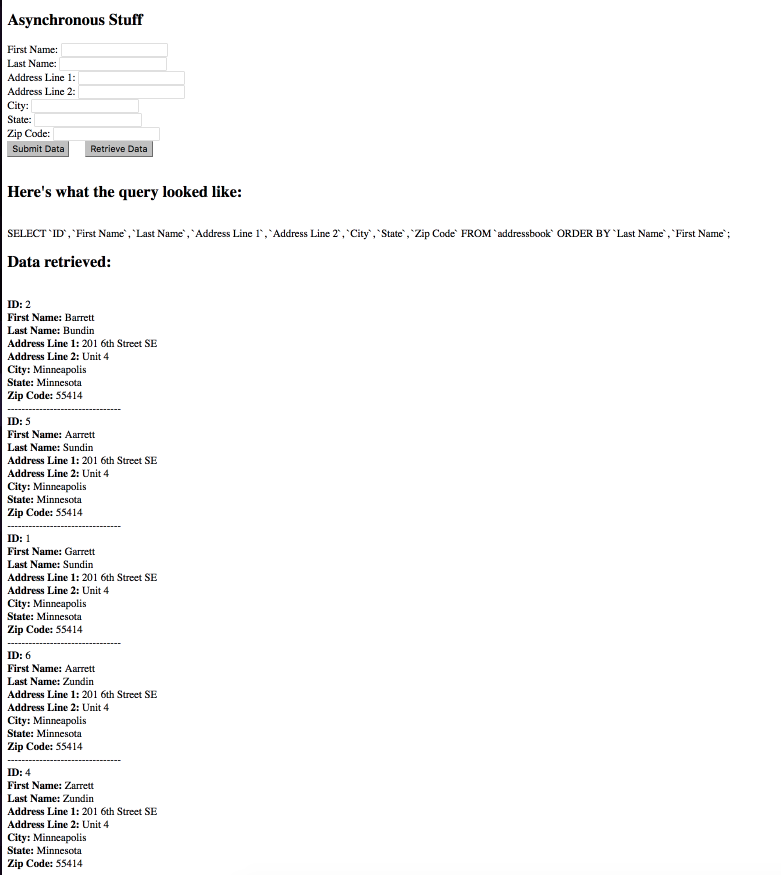 Asynchronous Stuff
First Name:
Last Name:
Address Line 1:
Address Line 2:
City:
State:
Zip Code:
Submit Data Retrieve Data
Here's what the query looked like:
SELECT `ID`, `First Name`, `Last Name`, `Address Line 1`, `Address Line 2`, `City`, `State`, `Zip Code` FROM `addressbook` ORDER BY `Last Name`, `First Name`;
Data retrieved:
ID: 2
First Name: Barrett
Last Name: Bundin
Address Line 1: 201 6th Street SE
Address Line 2: Unit 4
City: Minneapolis
State: Minnesota
Zip Code: 55414
--------------------------------
ID: 5
First Name: Aarrett
Last Name: Sundin
Address Line 1: 201 6th Street SE
Address Line 2: Unit 4
City: Minneapolis
State: Minnesota
Zip Code: 55414
--------------------------------
ID: 1
First Name: Garrett
Last Name: Sundin
Address Line 1: 201 6th Street SE
Address Line 2: Unit 4
City: Minneapolis
State: Minnesota
Zip Code: 55414
--------------------------------
ID: 6
First Name: Aarrett
Last Name: Zundin
Address Line 1: 201 6th Street SE
Address Line 2: Unit 4
City: Minneapolis
State: Minnesota
Zip Code: 55414
--------------------------------
ID: 4
First Name: Zarrett
Last Name: Zundin
Address Line 1: 201 6th Street SE
Address Line 2: Unit 4
City: Minneapolis
State: Minnesota
Zip Code: 55414